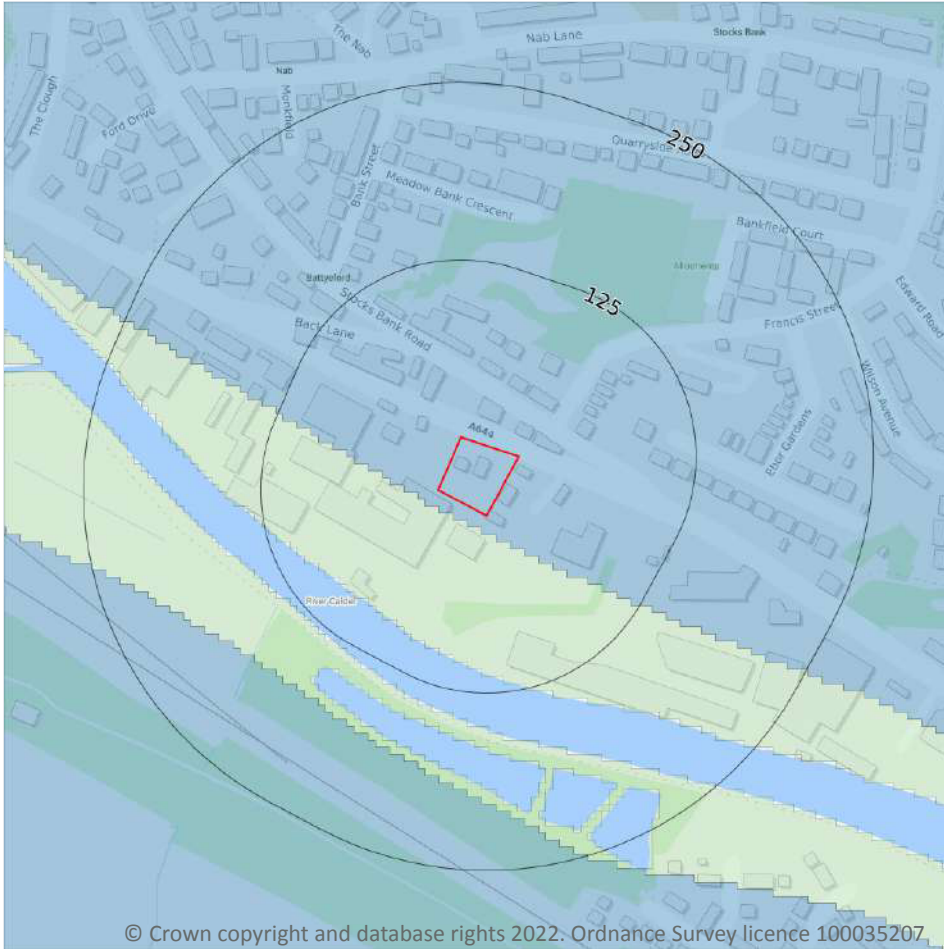 The Nab
Nab Lane
Stocks Bank
Nab
The Clough
Ford Drive
Monkfield
250
Bank Street
Quarryside
Meadow Bank Crescent
Bankfield Court
Allotments
Battyeford
125
Edward Road
Stocks Bank Road
Francis Street
Back Lane
Wilson Avenue
A644
Ebor Gardens
River Calder
© Crown copyright and database rights 2022. Ordnance Survey licence 100035207.